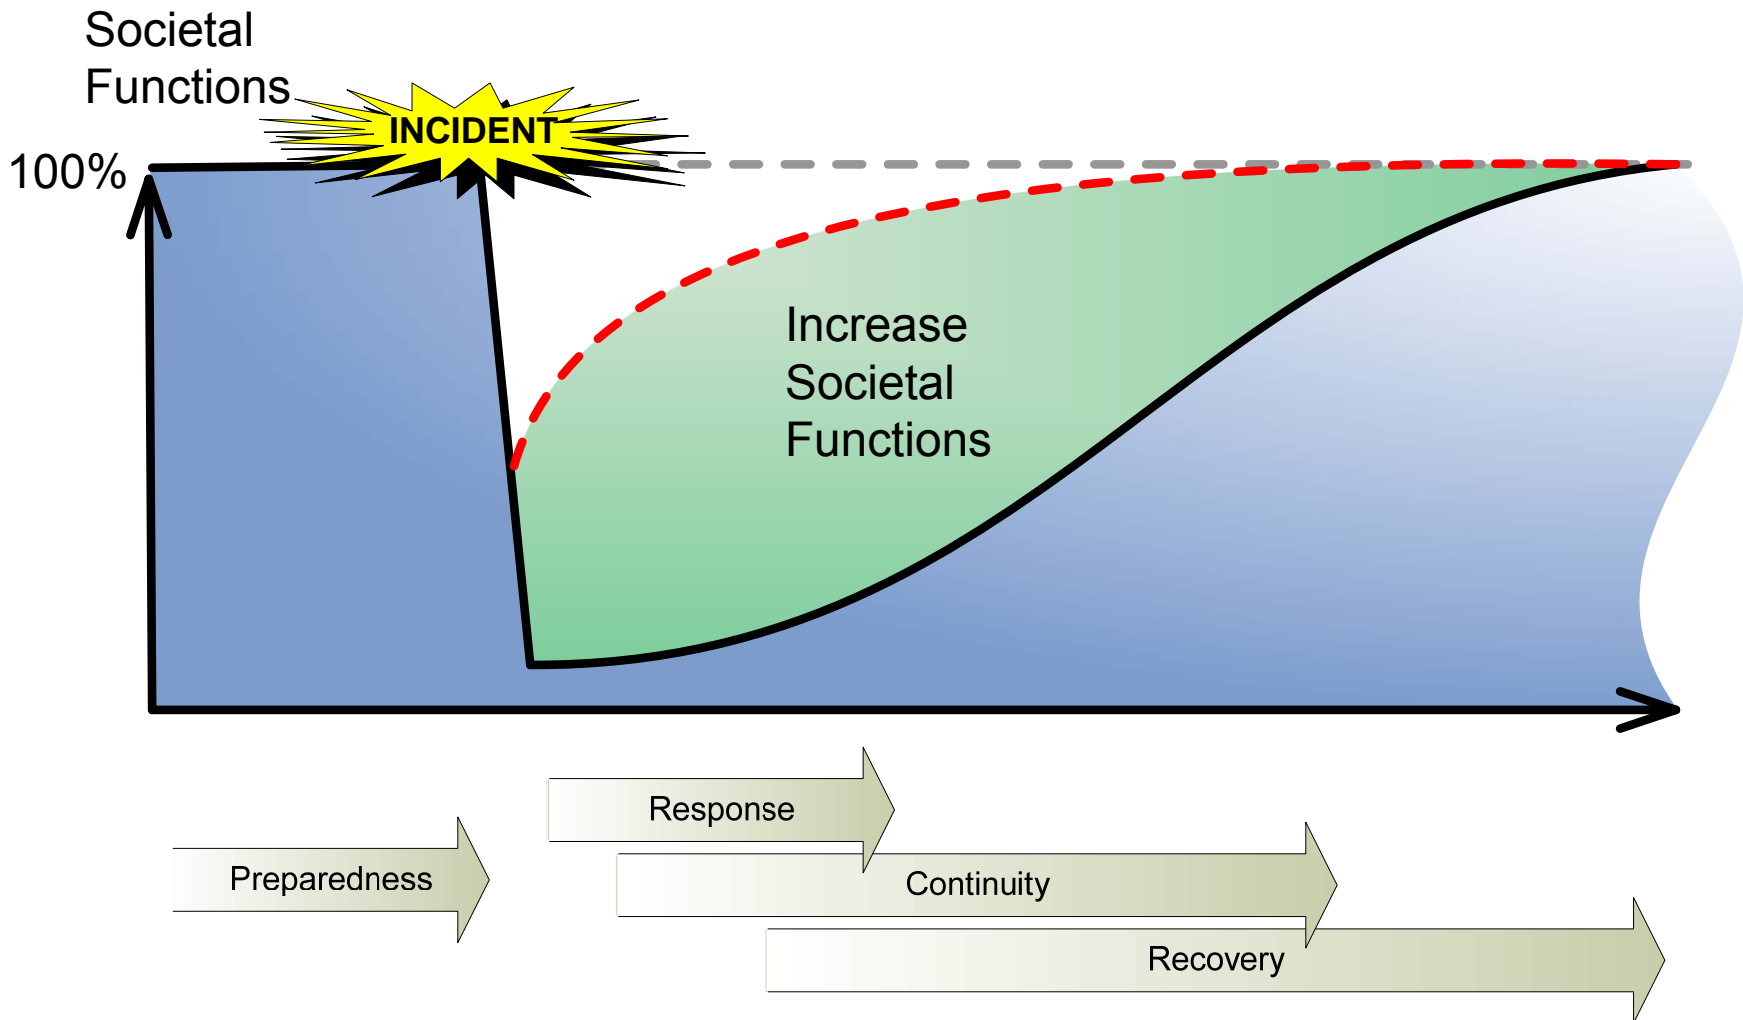 Societal
Functions
INCIDENT
100%
Increase
Societal
Functions
Response
Preparedness
Continuity
Recovery